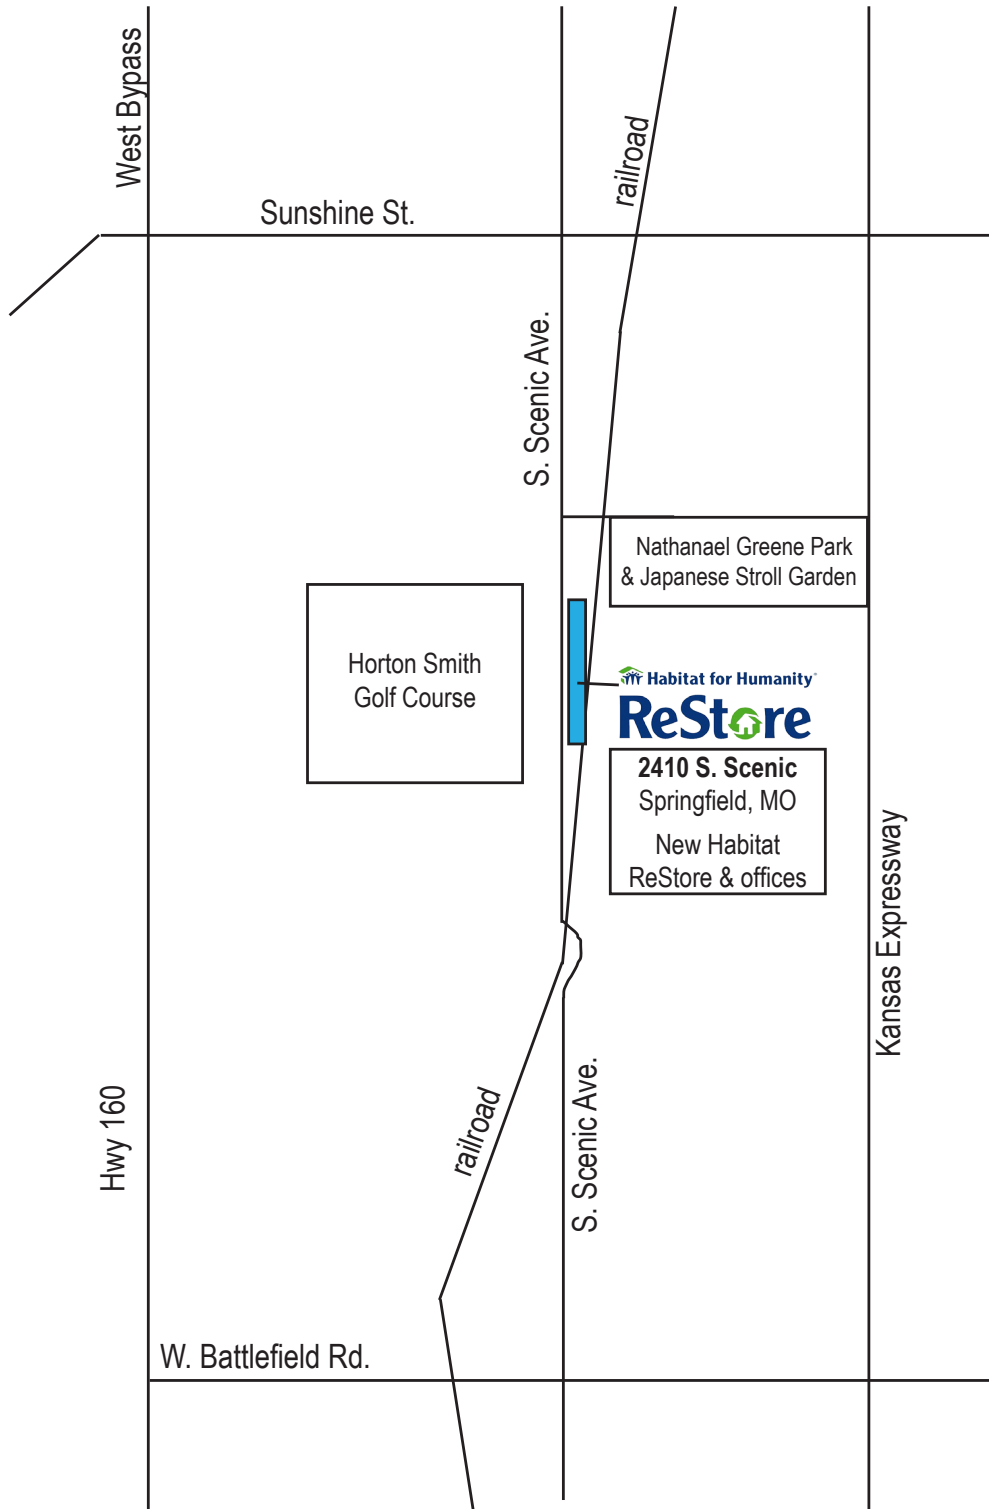 West Bypass
railroad
Sunshine St.
S. Scenic Ave.
Nathanael Greene Park
& Japanese Stroll Garden
Horton Smith
Golf Course
Habitat for Humanity®
ReStore
2410 S. Scenic
Springfield, MO
New Habitat
ReStore & offices
Kansas Expressway
Hwy 160
railroad
S. Scenic Ave.
W. Battlefield Rd.